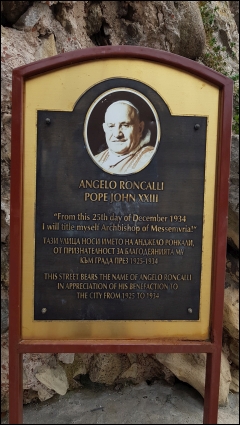 ANGELO RONCALLI
POPE JOHN XXIII
"From this 25th day of December 1934
I will title myself Archbishop of Messemvria!"
ТАЗИ УЛИЦА НОСИ ИМЕТО НА АНДЖЕЛО РОНКАЛИ,
ОТ ПРИЗНАТЕЛНОСТ ЗА БЛАГОДЕЯНИЯТА МУ
КЪМ ГРАДА ПРЕЗ 1925-1934
THIS STREET BEARS THE NAME OF ANGELO RONCALLI
IN APPRECIATION OF HIS BENEFACTION TO
THE CITY FROM 1925 TO 1934